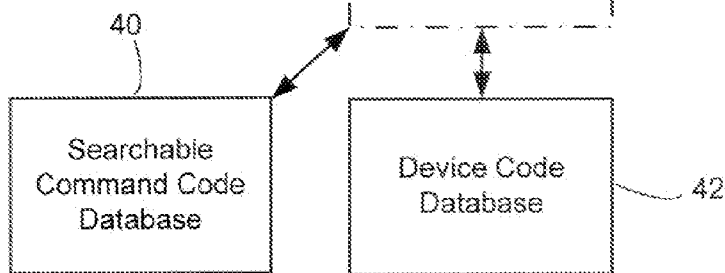 40
Searchable
Command Code
Database
Device Code
Database
42